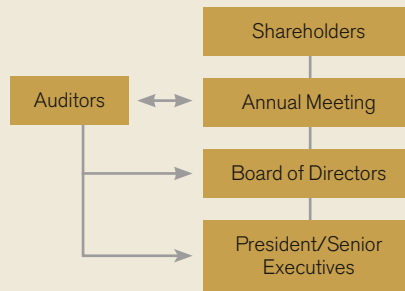 Shareholders
Auditors
Annual Meeting
Board of Directors
President/Senior
Executives